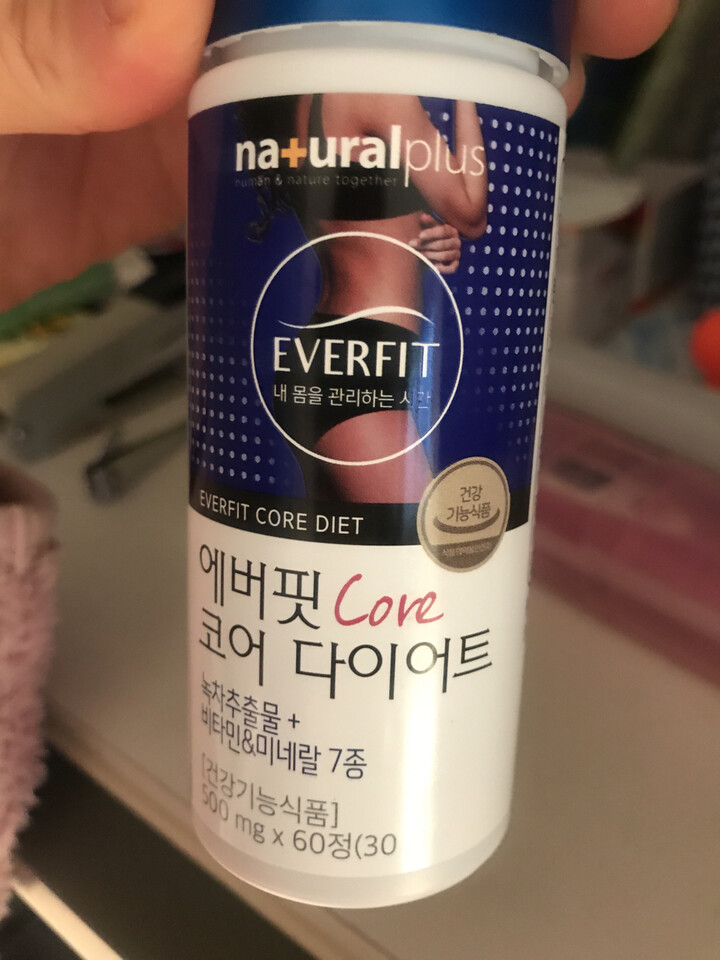 na+uralplus
human & nature together
EVERFIT
내 몸을 관리하는 시간
EVERFIT CORE DIET
건강
기능식품
에버핏 Core
코어 다이어트
녹차추출물 +
비타민&미네랄 7종
[건강기능식품]
500 mg x 60정(30